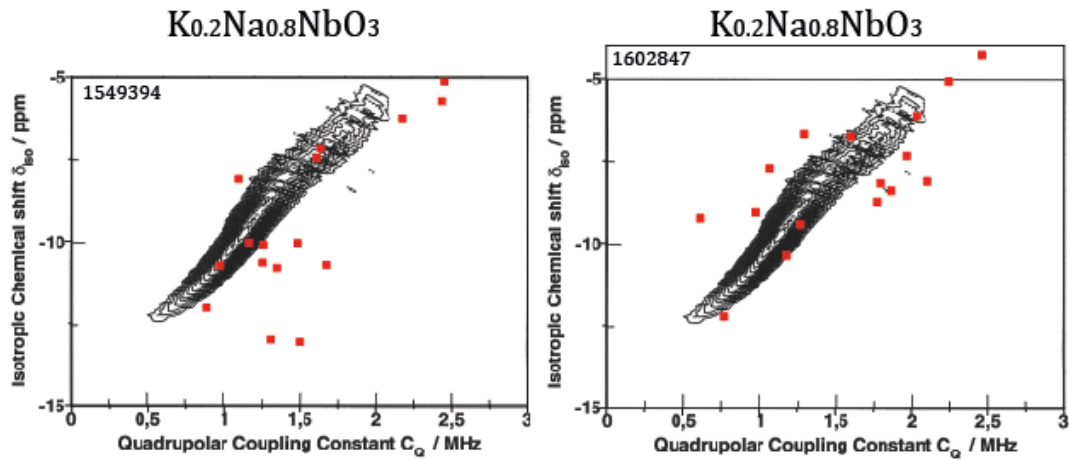 K0.2Na0.8NbO3
1549394
-5
-10
-15
Isotropic Chemical shift δiso / ppm
0 0,5 1 1,5 2 2,5 3
Quadrupolar Coupling Constant CQ / MHz
K0.2Na0.8NbO3
1602847
-5
-10
-15
Isotropic Chemical shift δiso / ppm
0 0,5 1 1,5 2 2,5 3
Quadrupolar Coupling Constant CQ / MHz